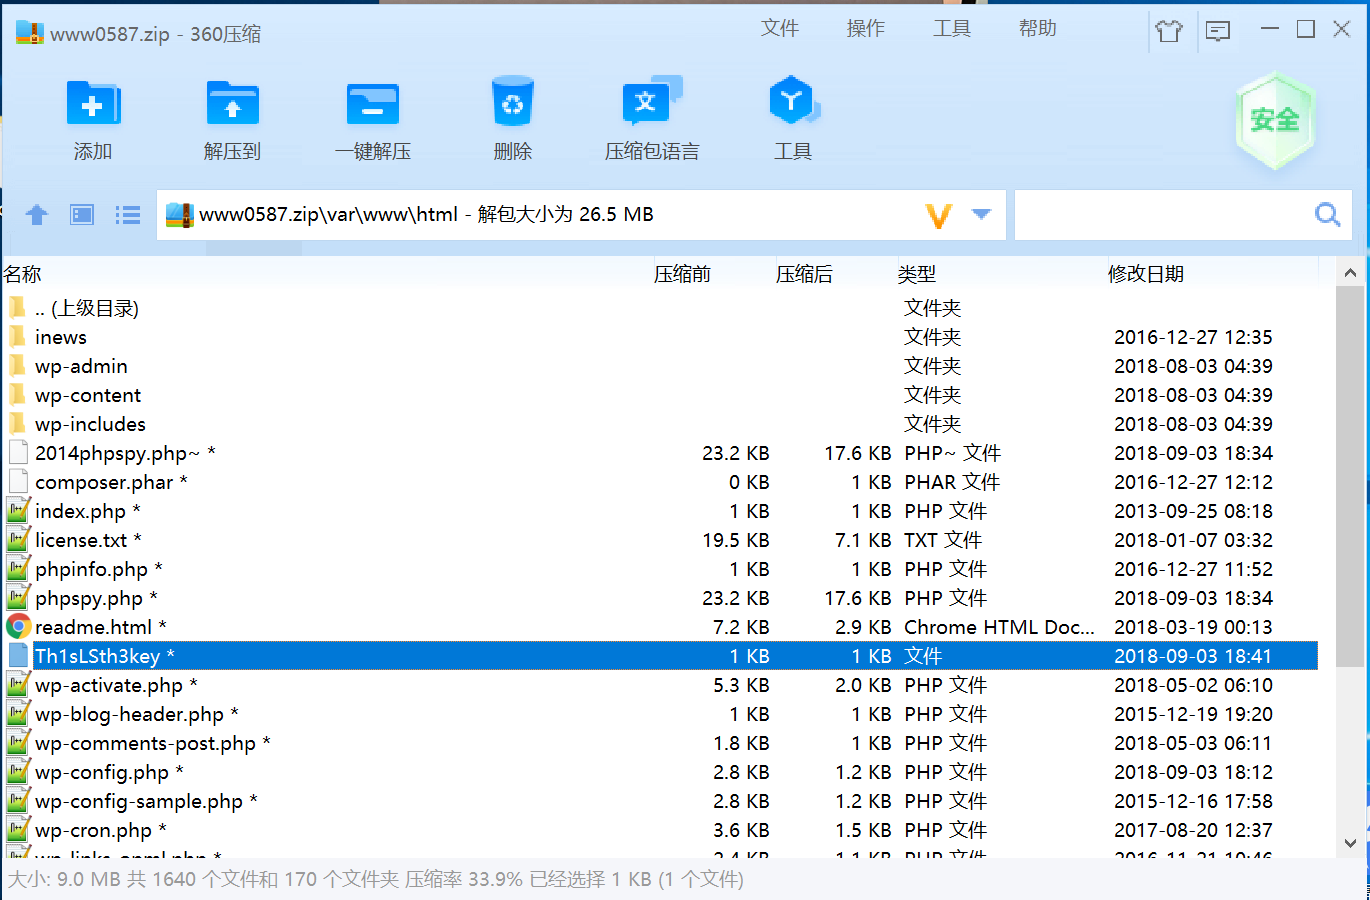 www0587.zip - 360压缩
文件 操作 工具 帮助
安全
添加 解压到 一键解压 删除 压缩包语言 工具
www0587.zip\var\www\html - 解包大小为 26.5 MB
名称 压缩前 压缩后 类型 修改日期
.. (上级目录) 文件夹
inews 文件夹 2016-12-27 12:35
wp-admin 文件夹 2018-08-03 04:39
wp-content 文件夹 2018-08-03 04:39
wp-includes 文件夹 2018-08-03 04:39
2014phpspy.php~ * 23.2 KB 17.6 KB PHP~ 文件 2018-09-03 18:34
composer.phar * 0 KB 1 KB PHAR 文件 2016-12-27 12:12
index.php * 1 KB 1 KB PHP 文件 2013-09-25 08:18
license.txt * 19.5 KB 7.1 KB TXT 文件 2018-01-07 03:32
phpinfo.php * 1 KB 1 KB PHP 文件 2016-12-27 11:52
phpspy.php * 23.2 KB 17.6 KB PHP 文件 2018-09-03 18:34
readme.html * 7.2 KB 2.9 KB Chrome HTML Doc... 2018-03-19 00:13
Th1sLSth3key * 1 KB 1 KB 文件 2018-09-03 18:41
wp-activate.php * 5.3 KB 2.0 KB PHP 文件 2018-05-02 06:10
wp-blog-header.php * 1 KB 1 KB PHP 文件 2015-12-19 19:20
wp-comments-post.php * 1.8 KB 1 KB PHP 文件 2018-05-03 06:11
wp-config.php * 2.8 KB 1.2 KB PHP 文件 2018-09-03 18:12
wp-config-sample.php * 2.8 KB 1.2 KB PHP 文件 2015-12-16 17:58
wp-cron.php * 3.6 KB 1.5 KB PHP 文件 2017-08-20 12:37
wp-links-opml.php * 2.4 KB 1.1 KB PHP 文件
大小: 9.0 MB 共 1640 个文件和 170 个文件夹 压缩率 33.9% 已经选择 1 KB (1 个文件)